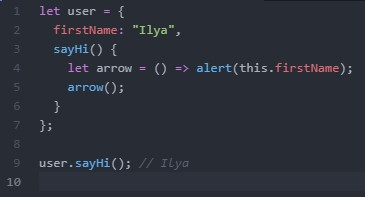 1 let user = {
2   firstName: "Ilya",
3   sayHi() {
4     let arrow = () => alert(this.firstName);
5     arrow();
6   }
7 };
8
9 user.sayHi(); // Ilya
10